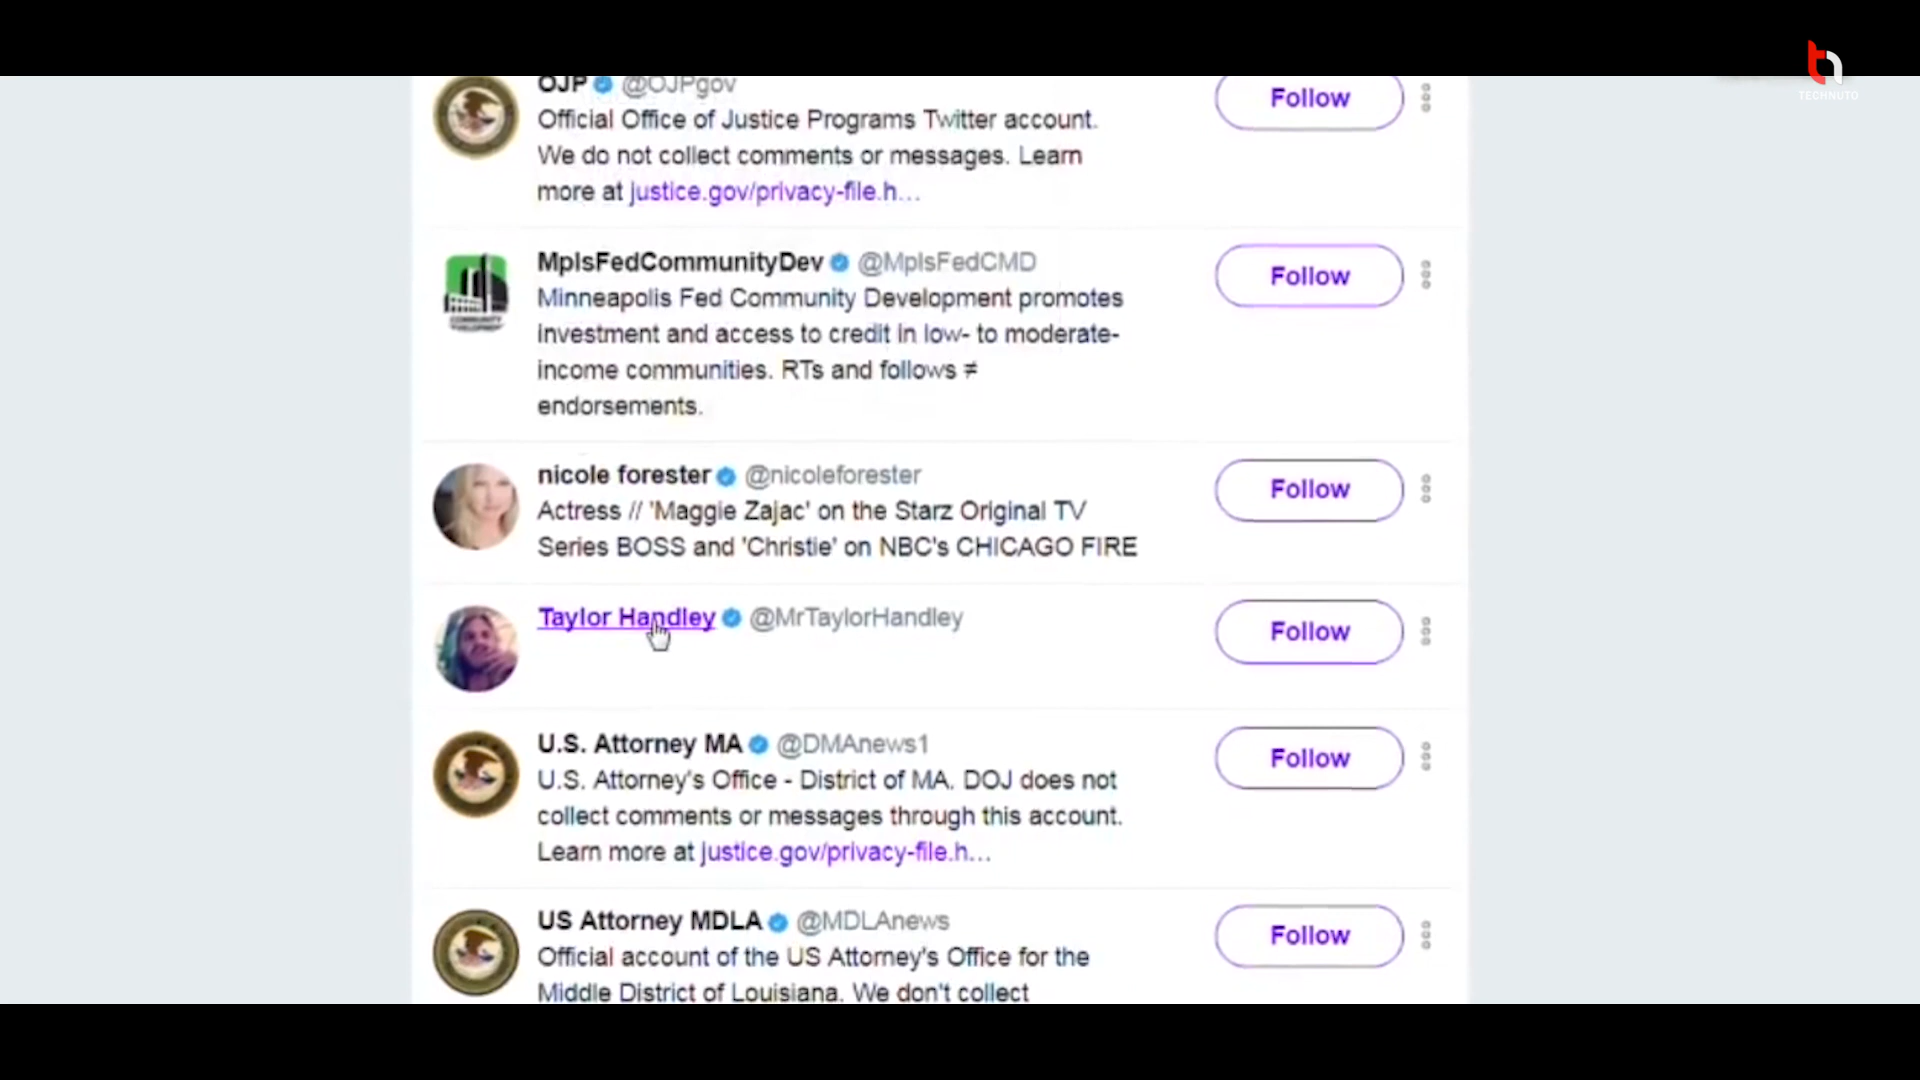 OJP @OJPgov
Follow
Official Office of Justice Programs Twitter account.
We do not collect comments or messages. Learn
more at justice.gov/privacy-file.h…
TECHNUTO
MplsFedCommunityDev @MplsFedCMD
Follow
Minneapolis Fed Community Development promotes
investment and access to credit in low- to moderate-
income communities. RTs and follows ≠
endorsements.
COMMUNITY
DEVELOPMENT
nicole forester @nicoleforester
Follow
Actress // 'Maggie Zajac' on the Starz Original TV
Series BOSS and 'Christie' on NBC's CHICAGO FIRE
Taylor Handley @MrTaylorHandley
Follow
U.S. Attorney MA @DMAnews1
Follow
U.S. Attorney's Office - District of MA. DOJ does not
collect comments or messages through this account.
Learn more at justice.gov/privacy-file.h…
US Attorney MDLA @MDLAnews
Follow
Official account of the US Attorney's Office for the
Middle District of Louisiana. We don't collect